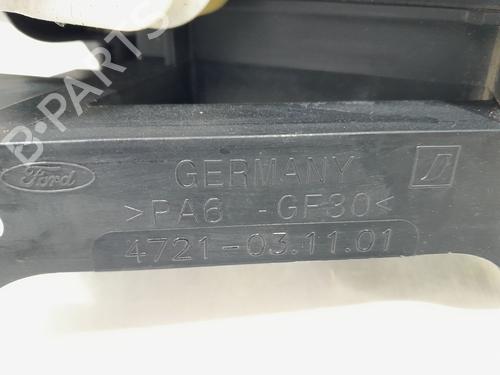 B-PARTS
Ford
GERMANY
>PA6 -GF30<
4721-03.11.01